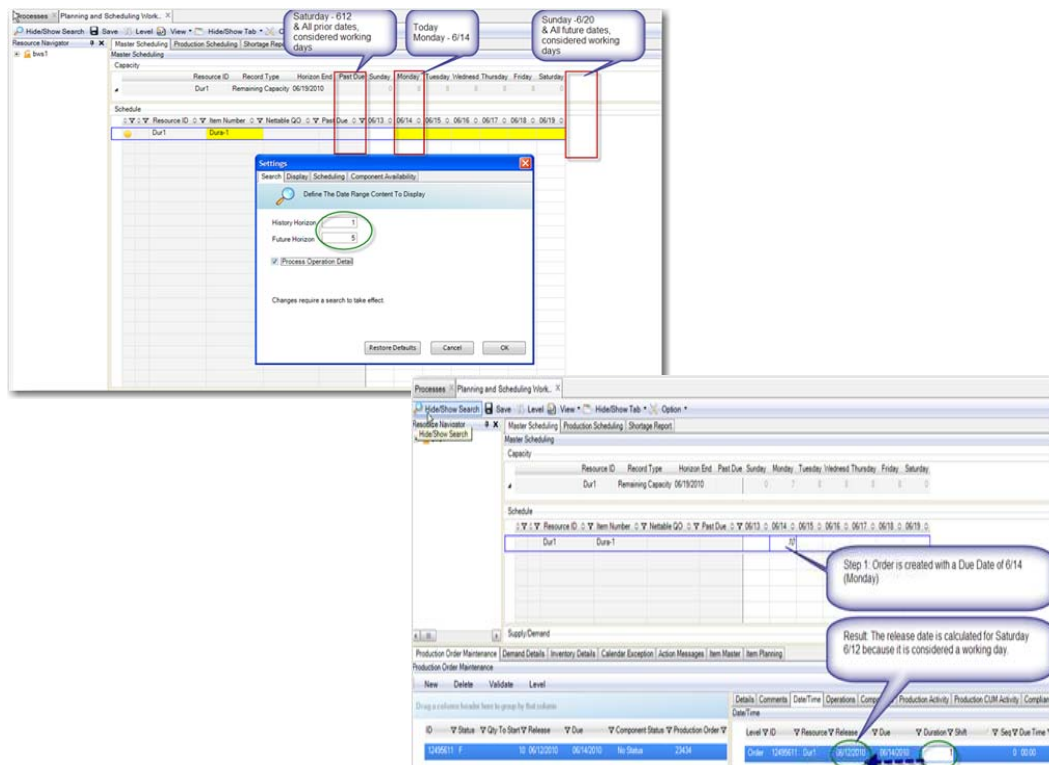 Processes Planning and Scheduling Work..
Hide/Show Search Save Level View Hide/Show Tab
Resource Navigator
bws1
Master Scheduling Production Scheduling Shortage Rep
Master Scheduling
Capacity
Saturday - 612
& All prior dates,
considered working
days
Today
Monday - 6/14
Sunday -6/20
& All future dates,
considered working
days
Resource ID Record Type Horizon End Past Due Sunday Monday Tuesday Wednesd Thursday Friday Saturday
Dur1 Remaining Capacity 06/19/2010 0 0 0 0 0 0
Schedule
Resource ID Item Number Nettable QO Past Due 06/13 06/14 06/15 06/16 06/17 06/18 06/19
Dur1 Dura-1
Settings
Search Display Scheduling Component Availability
Define The Date Range Content To Display
History Horizon 1
Future Horizon 5
Process Operation Detail
Changes require a search to take effect.
Restore Defaults Cancel OK
Processes Planning and Scheduling Work.. X
Hide/Show Search Save Level View Hide/Show Tab Option
Resource Navigator
Hide/Show Search
Master Scheduling Production Scheduling Shortage Report
Master Scheduling
Capacity
Resource ID Record Type Horizon End Past Due Sunday Monday Tuesday Wednesd Thursday Friday Saturday
Dur1 Remaining Capacity 06/19/2010
Schedule
Resource ID Item Number Nettable QO Past Due 06/13 06/14 06/15 06/16 06/17 06/18 06/19
Dur1 Dura-1
Step 1: Order is created with a Due Date of 6/14
(Monday)
Result: The release date is calculated for Saturday
6/12 because it is considered a working day.
Supply/Demand
Production Order Maintenance Demand Details Inventory Details Calendar Exception Action Messages Item Master Item Planning
Production Order Maintenance
New Delete Validate Level
Drag a column header here to group by that column
Details Comments Date/Time Operations Production Activity Production CUM Activity Complian
Date/Time
ID Status Qty To Start Release Due Component Status Production Order
12495611 F 10 06/12/2010 06/14/2010 No Status 23434
Level ID Resource Release Due Duration Shift Seq Due Time
Order 12495611 Dur1 06/12/2010 06/14/2010 1 0 00:00